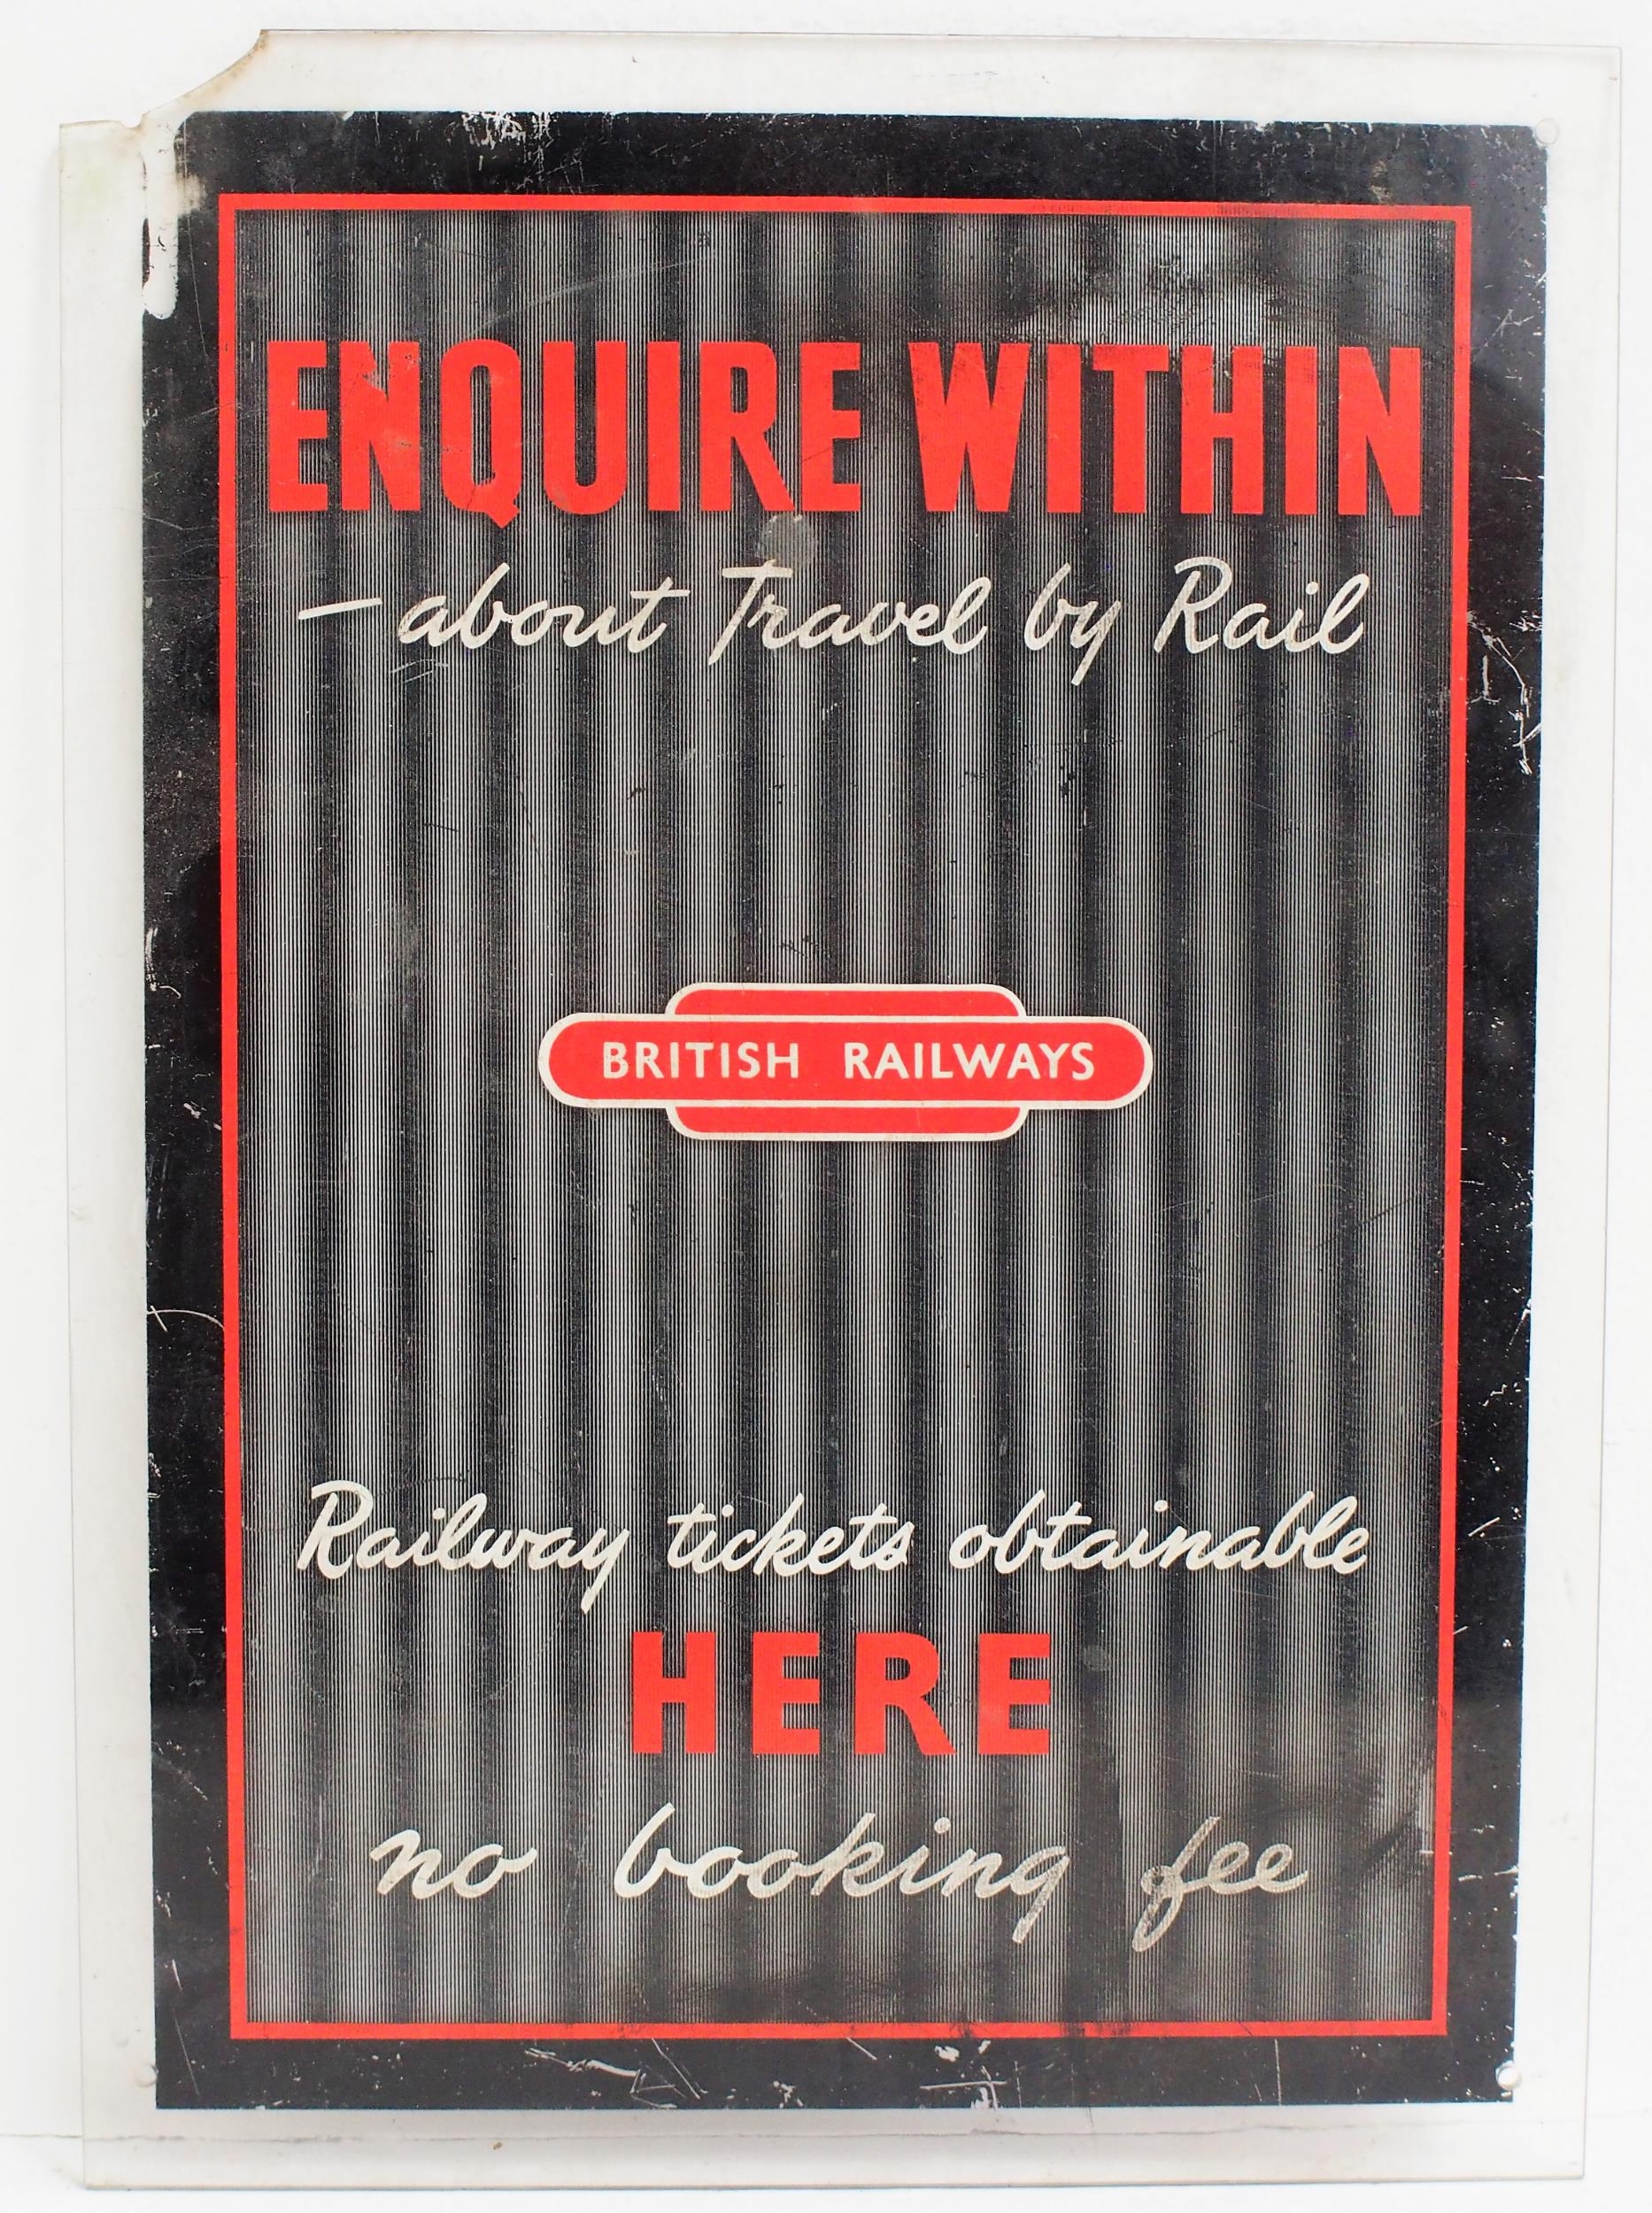 ENQUIRE WITHIN
— about Travel by Rail
BRITISH RAILWAYS
Railway tickets obtainable
HERE
no booking fee